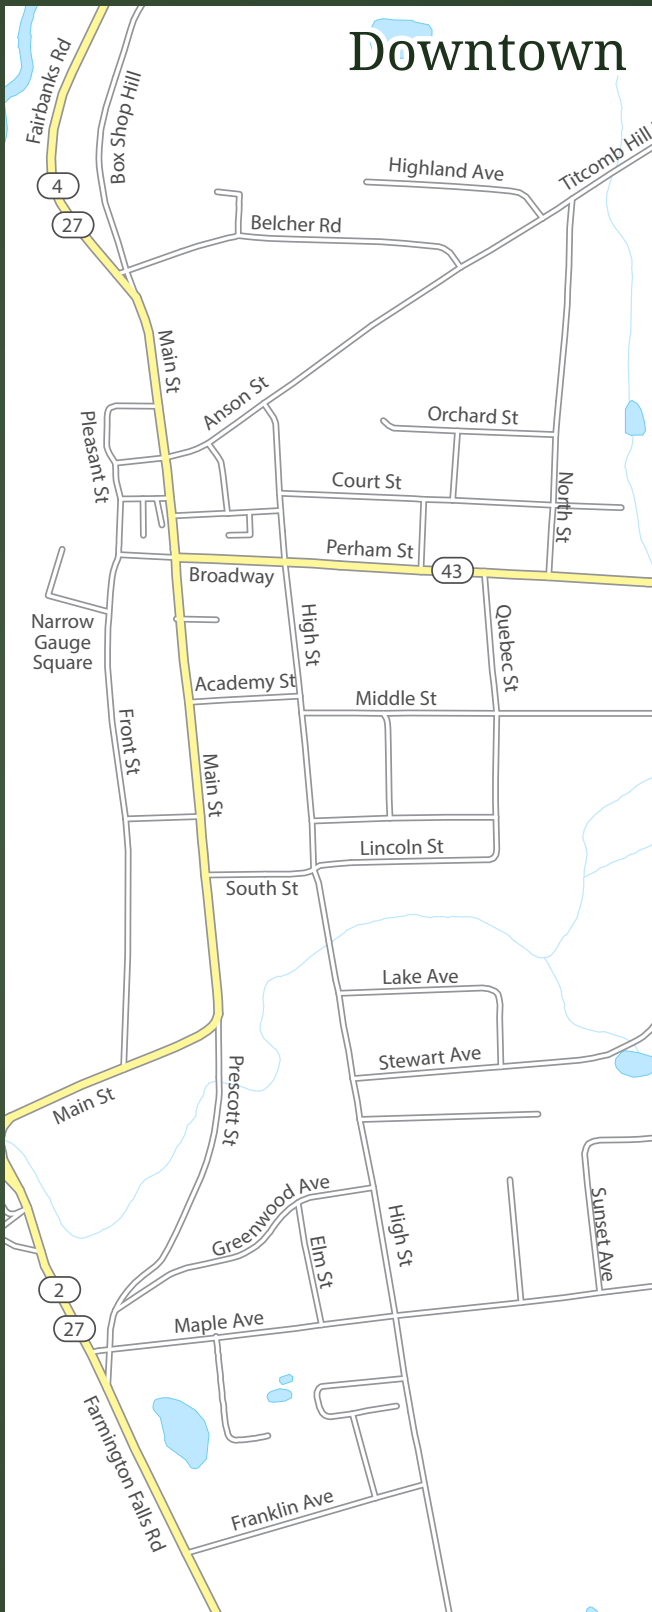 Downtown
Fairbanks Rd
Box Shop Hill
Highland Ave
Titcomb Hill
4
27
Belcher Rd
Main St
Anson St
Pleasant St
Orchard St
Court St
North St
Perham St
43
Broadway
Narrow
Gauge
Square
High St
Quebec St
Academy St
Middle St
Front St
Main St
Lincoln St
South St
Lake Ave
Stewart Ave
Prescott St
Main St
Greenwood Ave
Sunset Ave
High St
Elm St
2
27
Maple Ave
Farmington Falls Rd
Franklin Ave